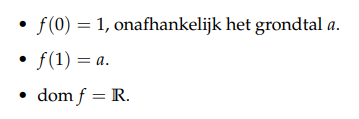 • f(0) = 1, onafhankelijk het grondtal a.
• f(1) = a.
• dom f = ℝ.